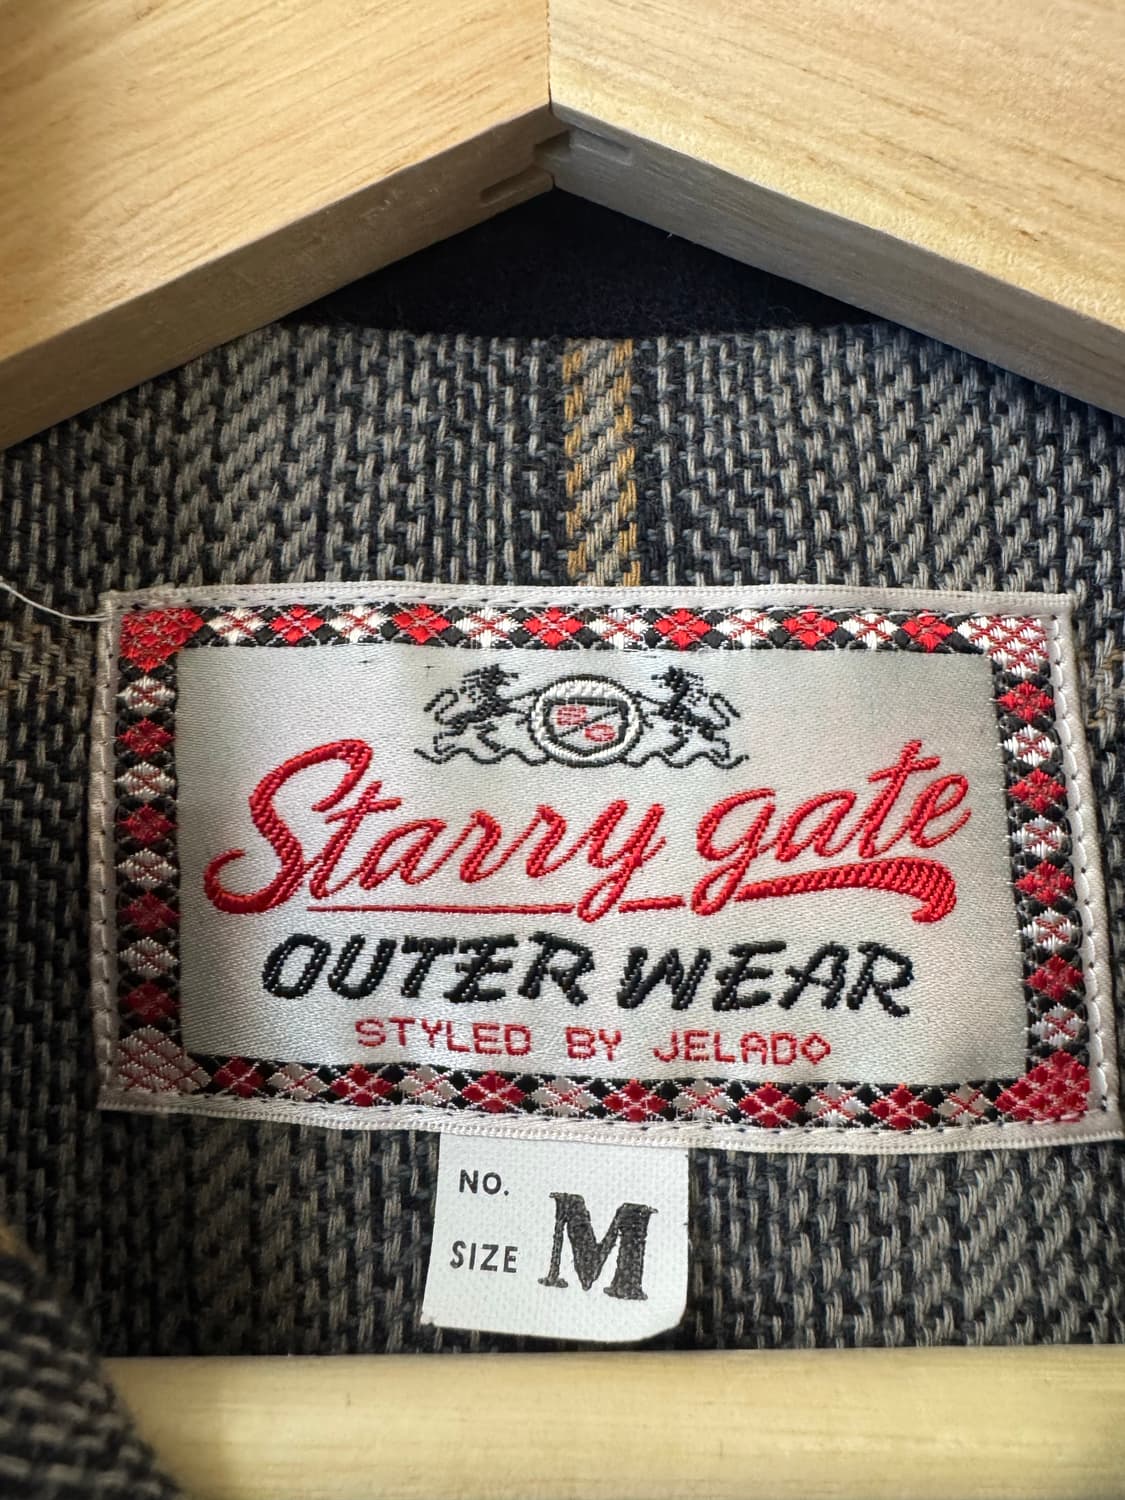 Starry gate
OUTER WEAR
STYLED BY JELADO
NO.
SIZE M